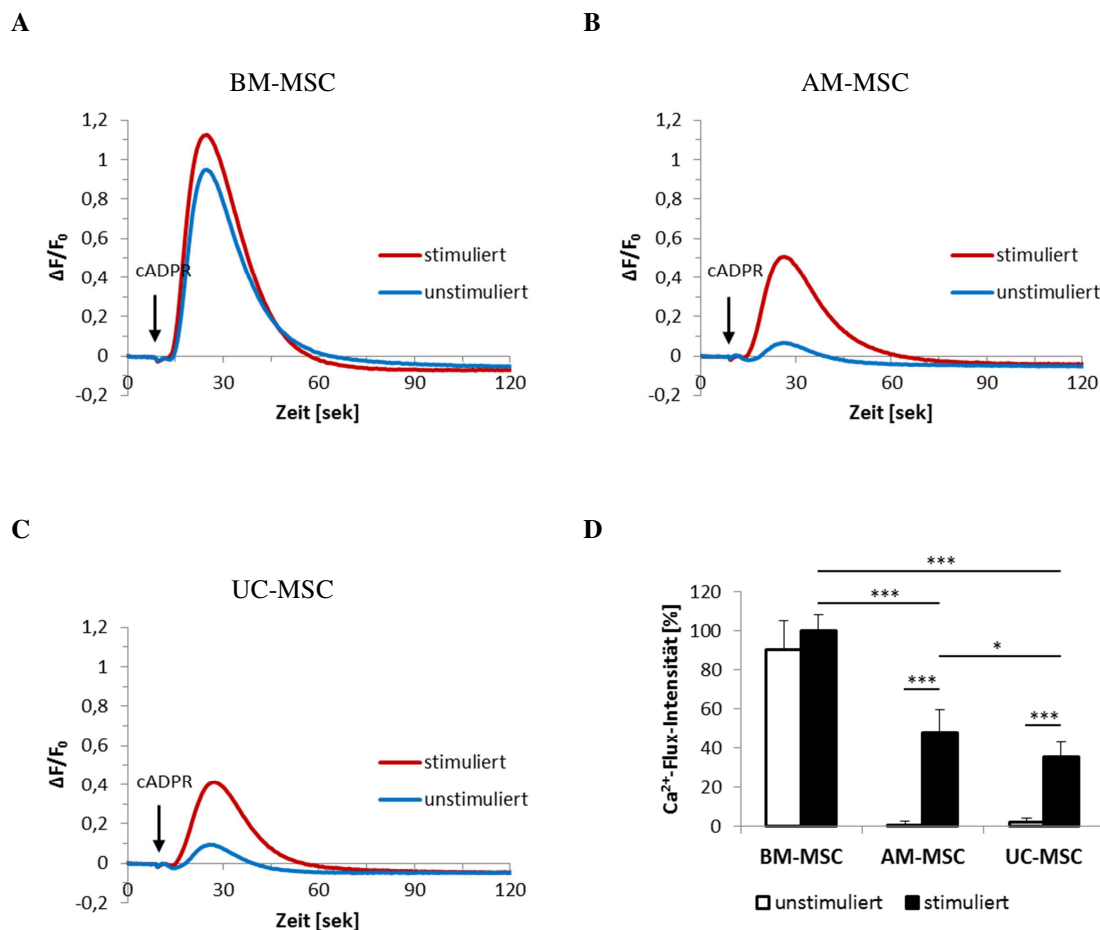 A
BM-MSC
1,2
1
0,8
0,6
0,4
0,2
0
-0,2
ΔF/F₀
cADPR
stimuliert
unstimuliert
0 30 60 90 120
Zeit [sek]
B
AM-MSC
1,2
1
0,8
0,6
0,4
0,2
0
-0,2
ΔF/F₀
cADPR
stimuliert
unstimuliert
0 30 60 90 120
Zeit [sek]
C
UC-MSC
1,2
1
0,8
0,6
0,4
0,2
0
-0,2
ΔF/F₀
cADPR
stimuliert
unstimuliert
0 30 60 90 120
Zeit [sek]
D
***
***
*
***
***
120
100
80
60
40
20
0
Ca²⁺-Flux-Intensität [%]
BM-MSC AM-MSC UC-MSC
unstimuliert stimuliert